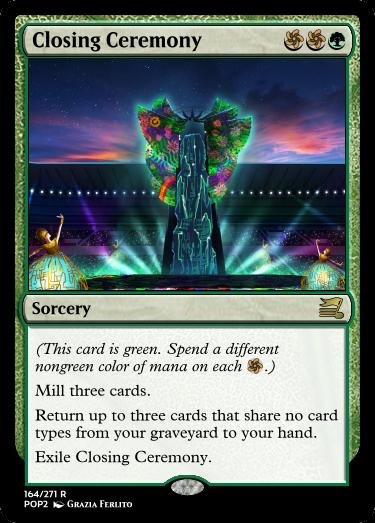 Closing Ceremony
Sorcery
(This card is green. Spend a different
nongreen color of mana on each .)
Mill three cards.
Return up to three cards that share no card
types from your graveyard to your hand.
Exile Closing Ceremony.
164/271 R
POP2 Grazia Ferlito